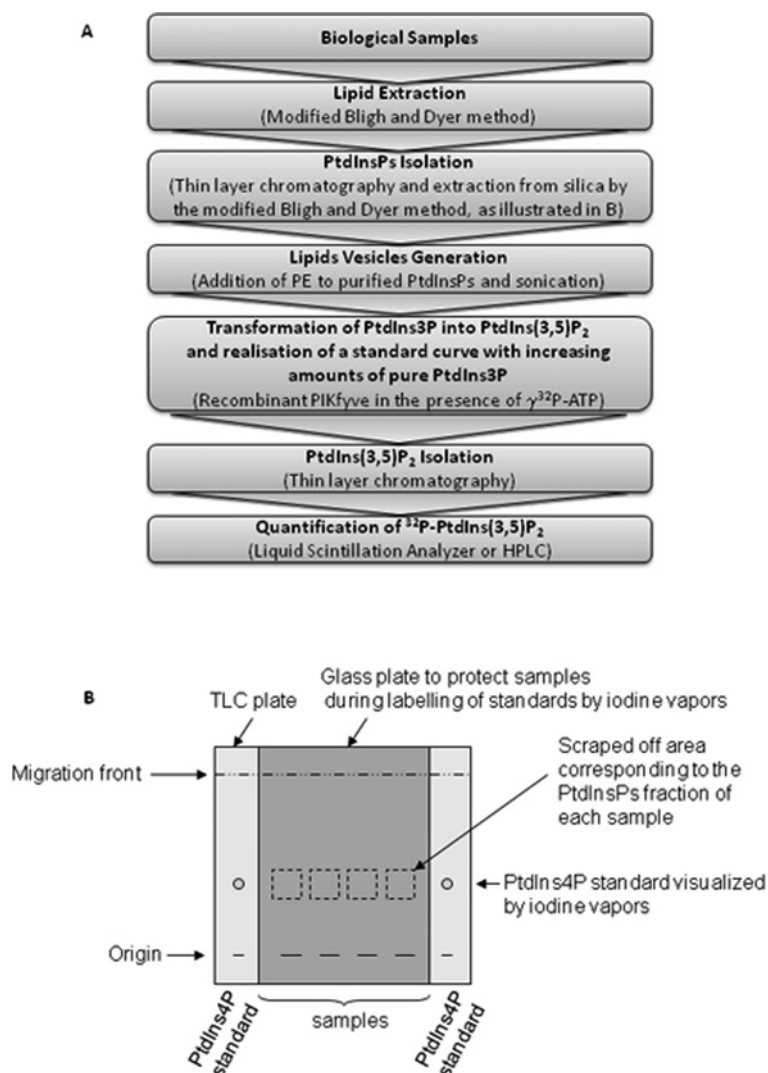 A
Biological Samples
Lipid Extraction
(Modified Bligh and Dyer method)
PtdInsPs Isolation
(Thin layer chromatography and extraction from silica by
the modified Bligh and Dyer method, as illustrated in B)
Lipids Vesicles Generation
(Addition of PE to purified PtdInsPs and sonication)
Transformation of PtdIns3P into PtdIns(3,5)P₂
and realisation of a standard curve with increasing
amounts of pure PtdIns3P
(Recombinant PIKfyve in the presence of γ³²P-ATP)
PtdIns(3,5)P₂ Isolation
(Thin layer chromatography)
Quantification of ³²P-PtdIns(3,5)P₂
(Liquid Scintillation Analyzer or HPLC)
B
TLC plate
Glass plate to protect samples
during labelling of standards by iodine vapors
Migration front
Scraped off area
corresponding to the
PtdInsPs fraction of
each sample
PtdIns4P standard visualized
by iodine vapors
Origin
PtdIns4P
standard
samples
PtdIns4P
standard